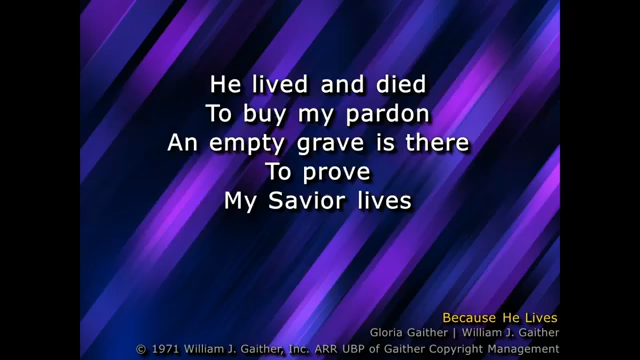 He lived and died
To buy my pardon
An empty grave is there
To prove
My Savior lives
Because He Lives
Gloria Gaither | William J. Gaither
© 1971 William J. Gaither, Inc. ARR UBP of Gaither Copyright Management